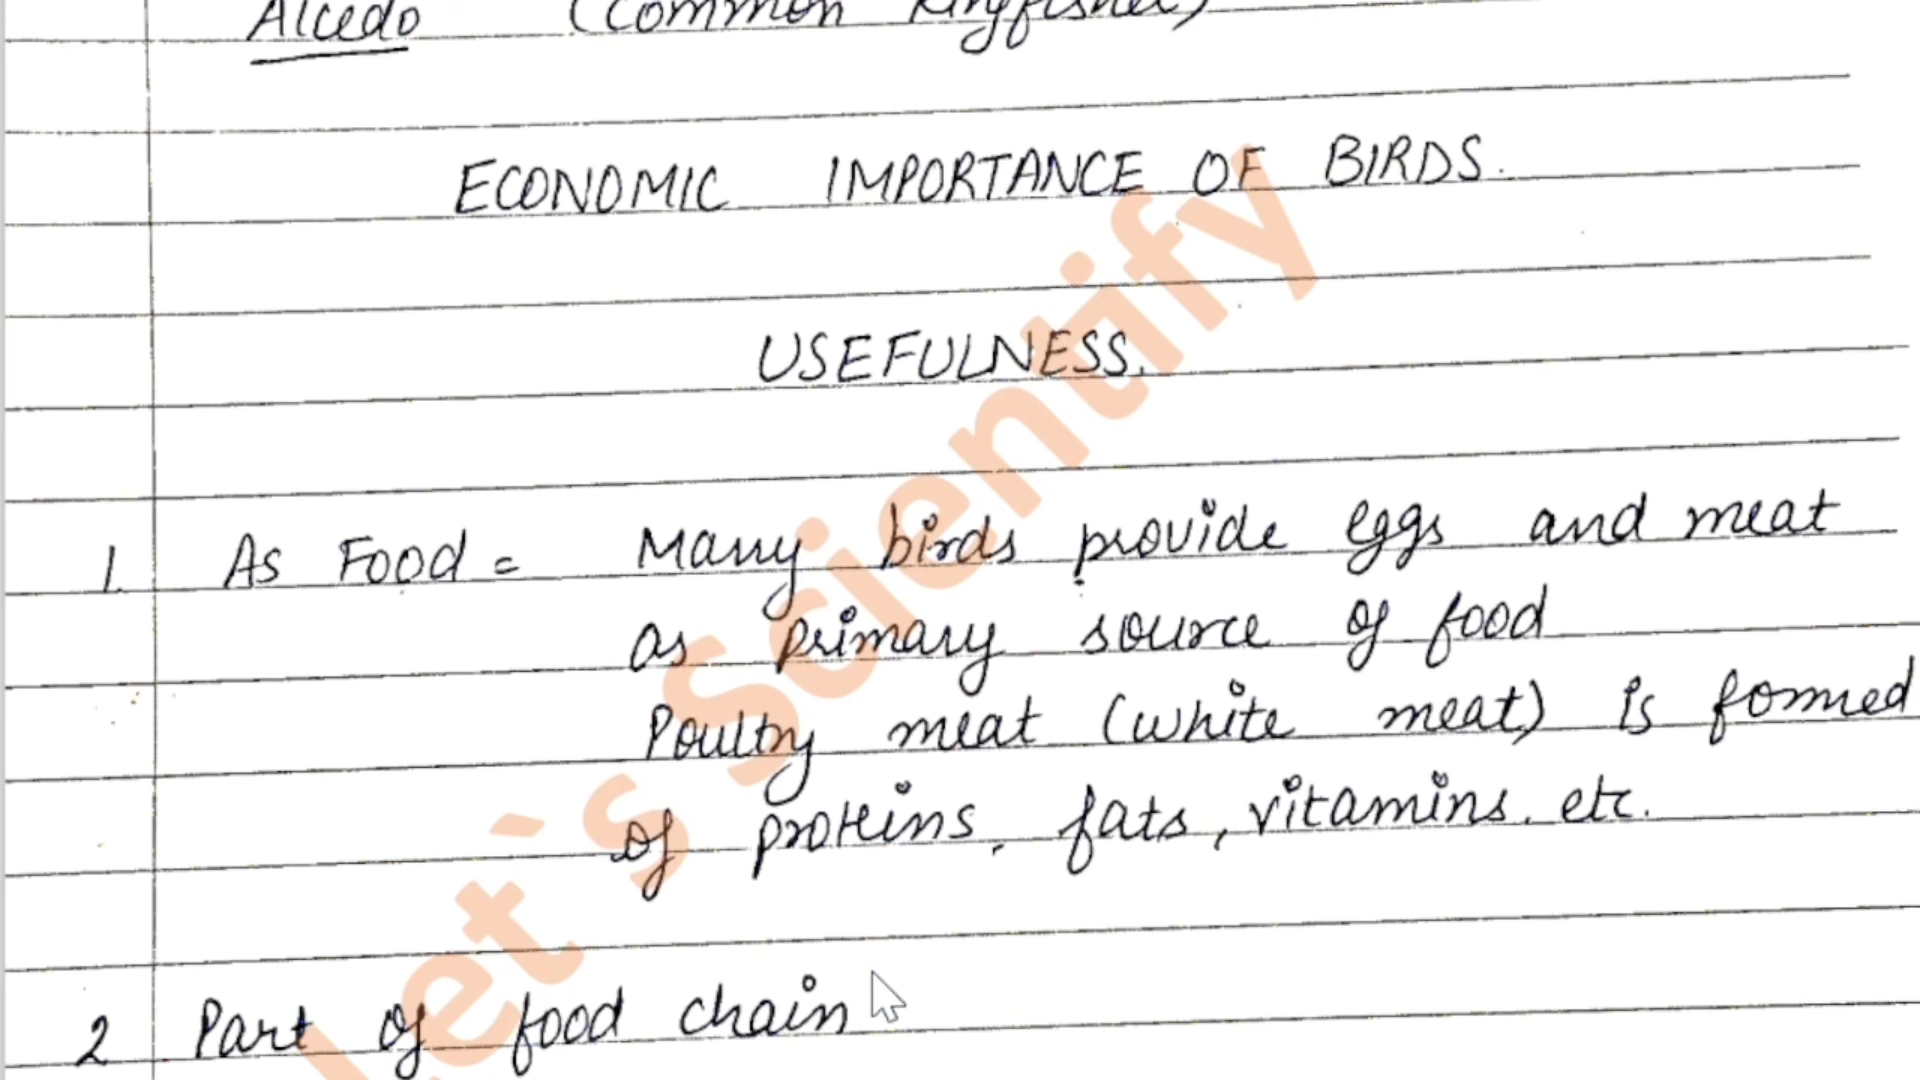 Alcedo (Common Kingfisher)
ECONOMIC IMPORTANCE OF BIRDS.
USEFULNESS.
1. As Food = Many birds provide eggs and meat
as primary source of food
Poultry meat (white meat) is formed
of proteins, fats, vitamins. etc.
2 Part of food chain
Let's Scientify